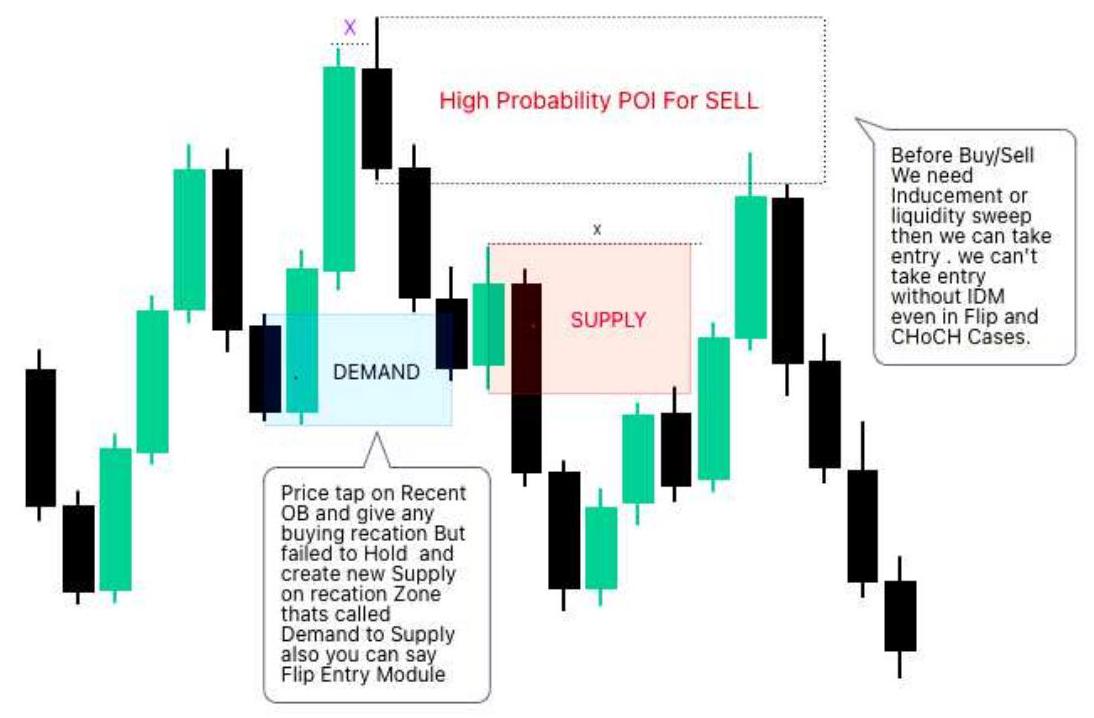 X
High Probability POI For SELL
Before Buy/Sell
We need
Inducement or
liquidity sweep
then we can take
entry . we can't
take entry
without IDM
even in Flip and
CHoCH Cases.
x
SUPPLY
DEMAND
Price tap on Recent
OB and give any
buying recation But
failed to Hold  and
create new Supply
on recation Zone
thats called
Demand to Supply
also you can say
Flip Entry Module